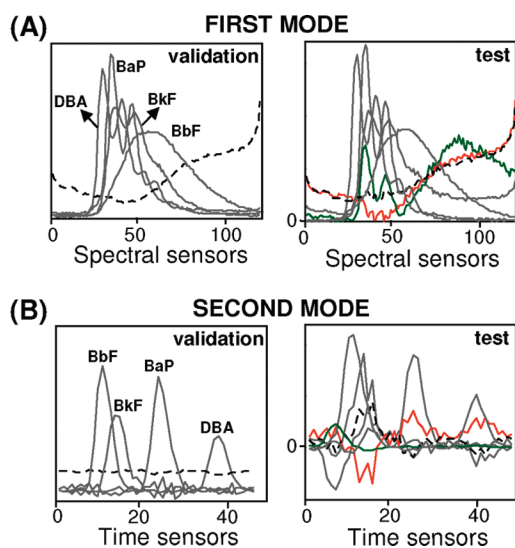 (A) FIRST MODE
validation
BaP
DBA
BkF
BbF
0 50 100
Spectral sensors
test
0
0 50 100
Spectral sensors
(B) SECOND MODE
validation
BbF
BaP
BkF
DBA
0 20 40
Time sensors
test
0
0 20 40
Time sensors